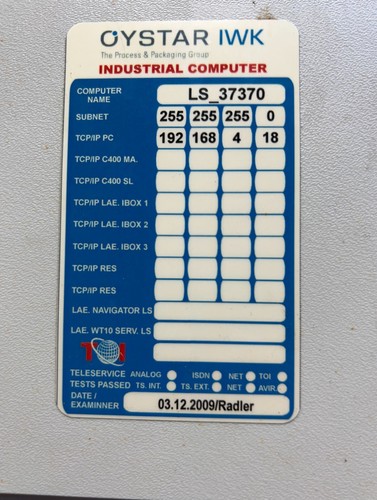 OYSTAR IWK
The Process & Packaging Group
INDUSTRIAL COMPUTER
COMPUTER NAME LS_37370
SUBNET 255 255 255 0
TCP/IP PC 192 168 4 18
TCP/IP C400 MA.
TCP/IP C400 SL
TCP/IP LAE. IBOX 1
TCP/IP LAE. IBOX 2
TCP/IP LAE. IBOX 3
TCP/IP RES
TCP/IP RES
LAE. NAVIGATOR LS
LAE. WT10 SERV. LS
TOI
TELESERVICE ANALOG ISDN NET TOI
TESTS PASSED TS. INT. TS. EXT. NET AVIR.
DATE / EXAMINNER 03.12.2009/Radler